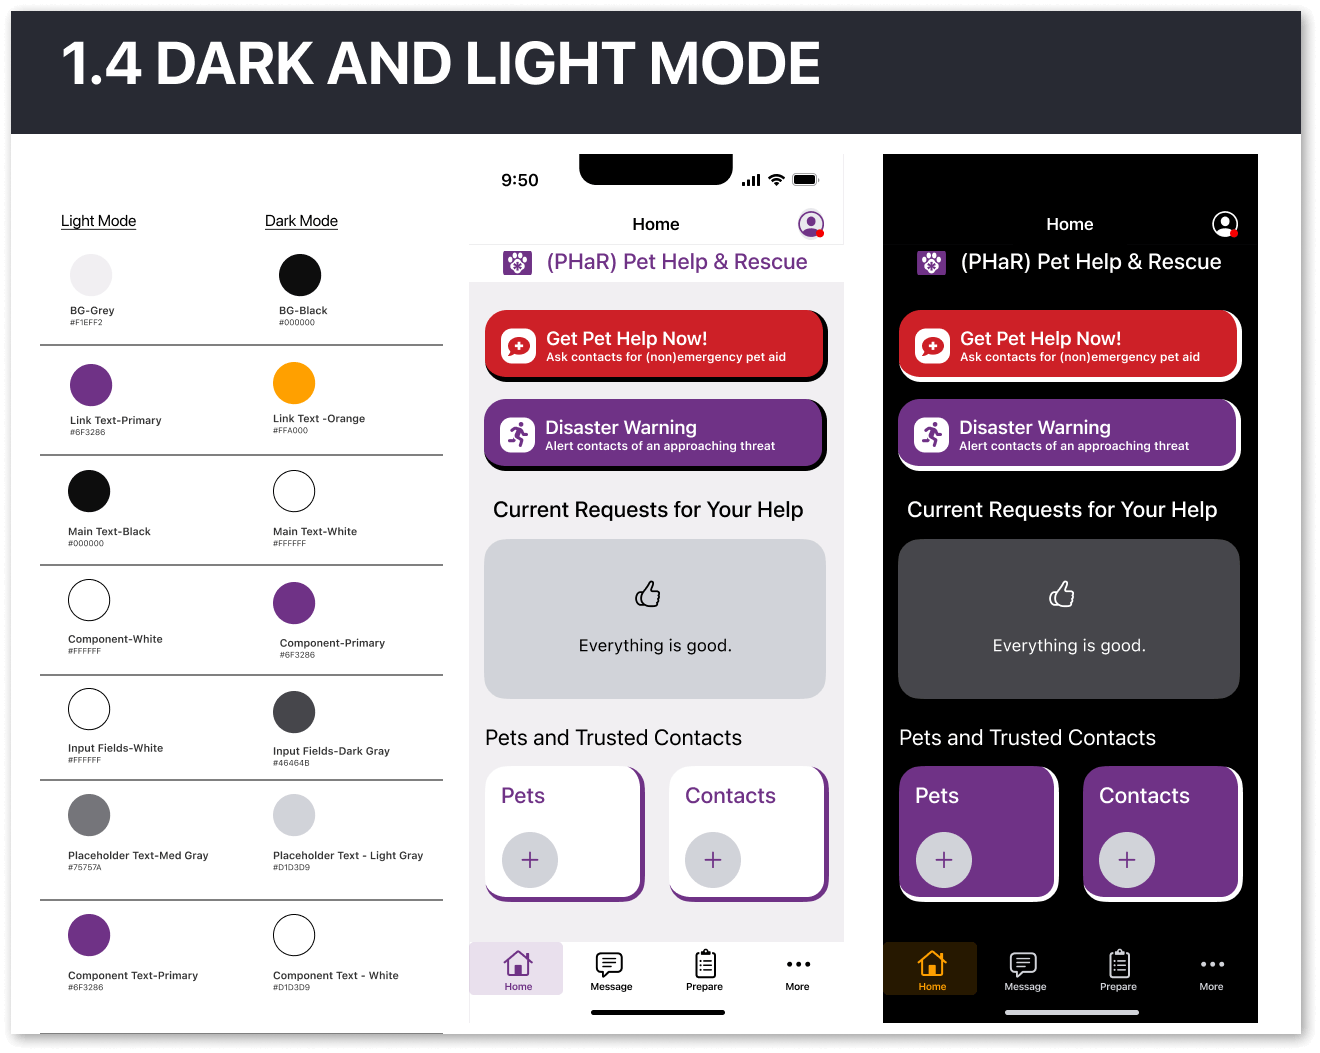 1.4 DARK AND LIGHT MODE
Light Mode
Dark Mode
BG-Grey
#F1EFF2
BG-Black
#000000
Link Text-Primary
#6F3286
Link Text -Orange
#FFA000
Main Text-Black
#000000
Main Text-White
#FFFFFF
Component-White
#FFFFFF
Component-Primary
#6F3286
Input Fields-White
#FFFFFF
Input Fields-Dark Gray
#46464B
Placeholder Text-Med Gray
#75757A
Placeholder Text - Light Gray
#D1D3D9
Component Text-Primary
#6F3286
Component Text - White
#D1D3D9
9:50
Home
(PHaR) Pet Help & Rescue
Get Pet Help Now!
Ask contacts for (non)emergency pet aid
Disaster Warning
Alert contacts of an approaching threat
Current Requests for Your Help
Everything is good.
Pets and Trusted Contacts
Pets
Contacts
Home
Message
Prepare
More
Home
(PHaR) Pet Help & Rescue
Get Pet Help Now!
Ask contacts for (non)emergency pet aid
Disaster Warning
Alert contacts of an approaching threat
Current Requests for Your Help
Everything is good.
Pets and Trusted Contacts
Pets
Contacts
Home
Message
Prepare
More